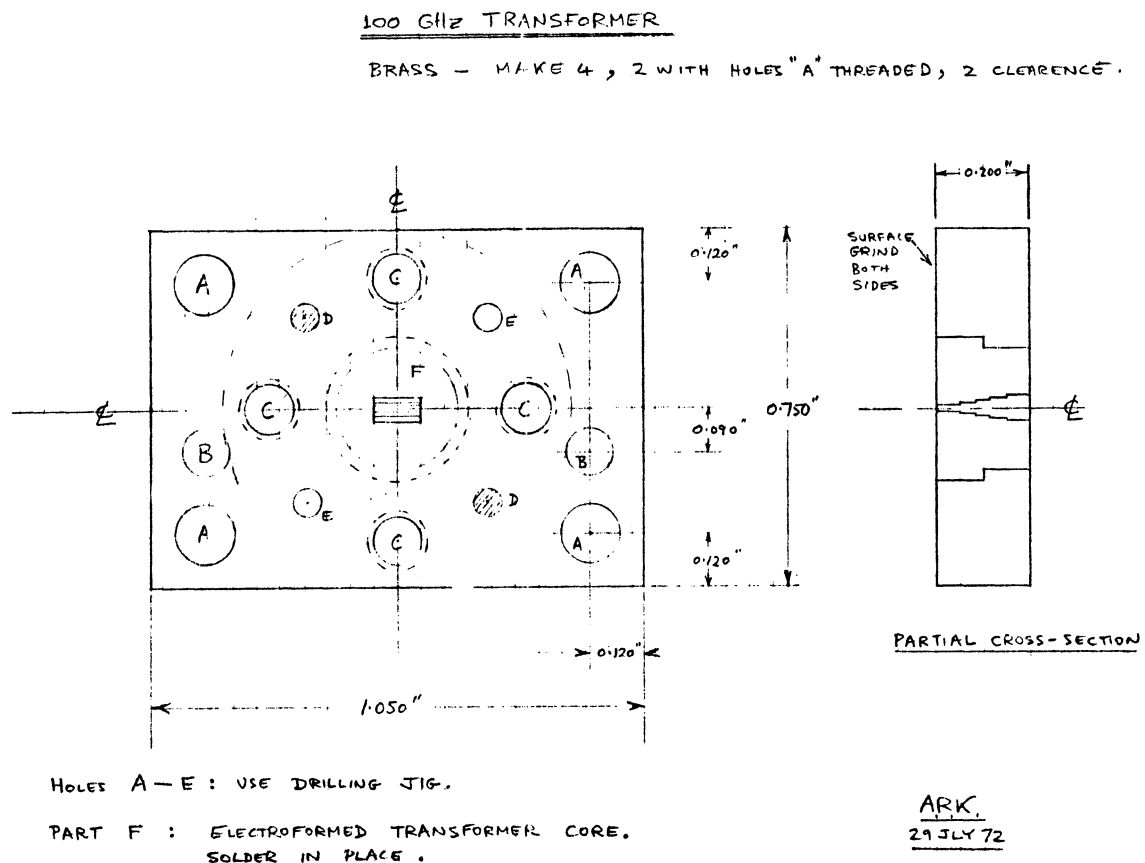 100 GHz TRANSFORMER
BRASS – MAKE 4, 2 WITH HOLES "A" THREADED, 2 CLEARENCE.
0.200"
℄
SURFACE
GRIND
BOTH
SIDES
0.120"
A
C
A
D
E
F
℄
C
C
0.750"
℄
0.090"
B
B
E
D
A
C
A
0.120"
PARTIAL CROSS-SECTION
0.120"
1.050"
HOLES A – E : USE DRILLING JIG.
PART F : ELECTROFORMED TRANSFORMER CORE.
SOLDER IN PLACE.
ARK.
29 JLY 72